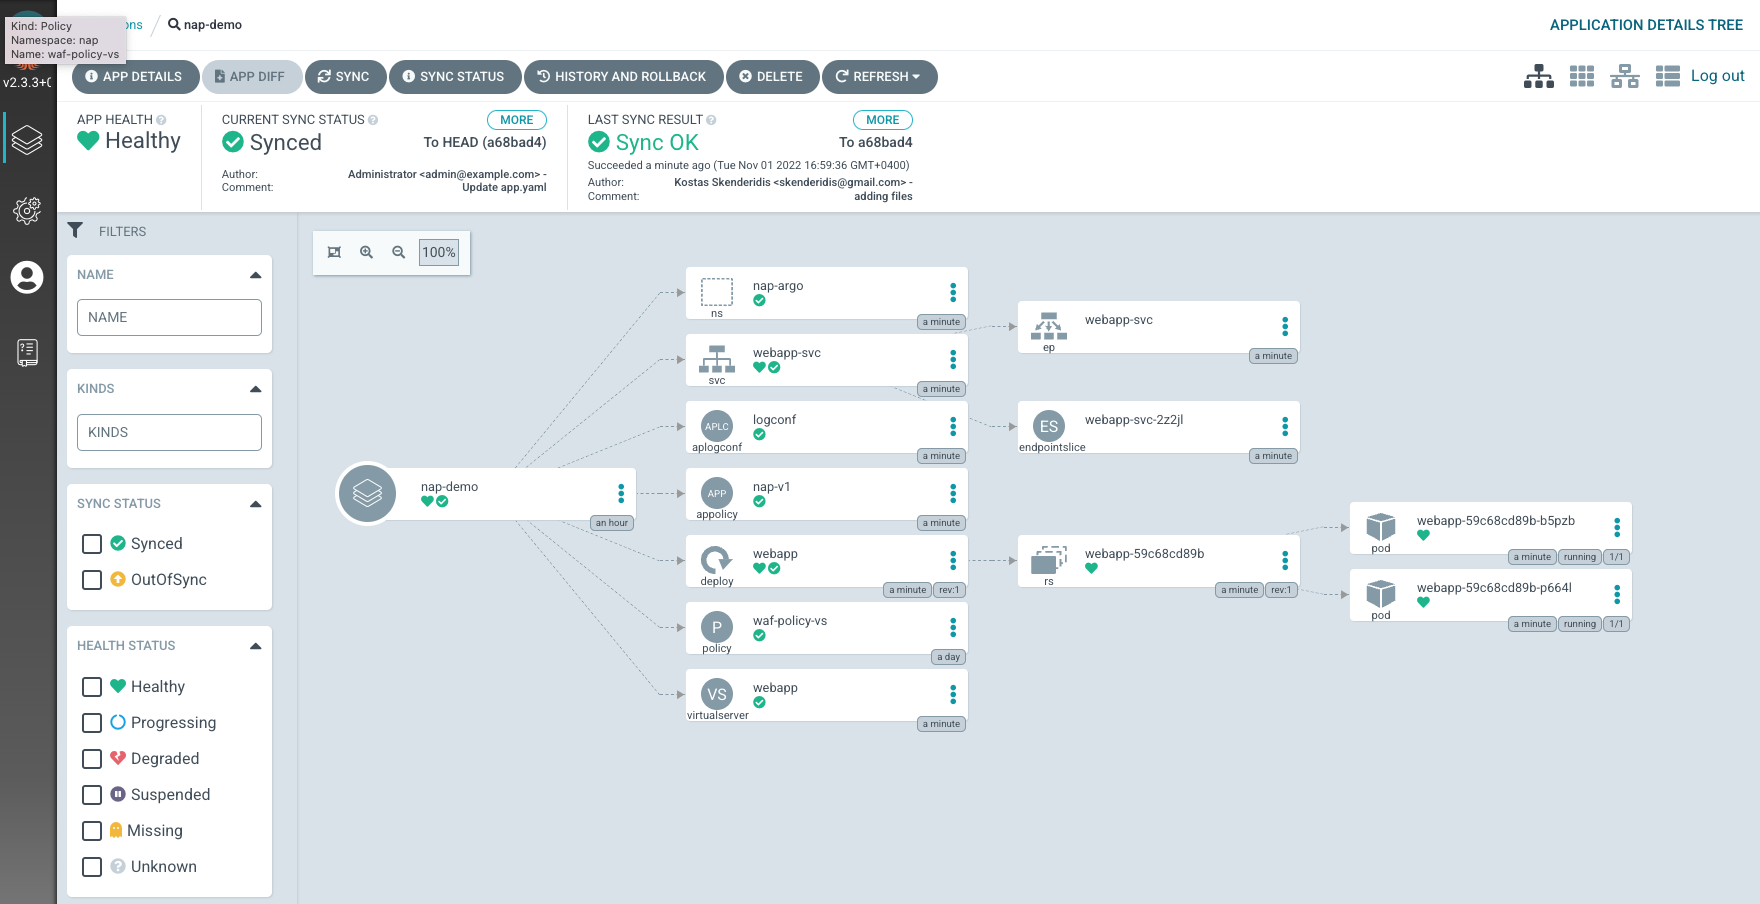 Kind: Policy
Namespace: nap
Name: waf-policy-vs
ons
nap-demo
APPLICATION DETAILS TREE
v2.3.3+
APP DETAILS
APP DIFF
SYNC
SYNC STATUS
HISTORY AND ROLLBACK
DELETE
REFRESH
Log out
APP HEALTH
Healthy
CURRENT SYNC STATUS
MORE
Synced
To HEAD (a68bad4)
Author: Administrator <admin@example.com> -
Comment: Update app.yaml
LAST SYNC RESULT
MORE
Sync OK
To a68bad4
Succeeded a minute ago (Tue Nov 01 2022 16:59:36 GMT+0400)
Author: Kostas Skenderidis <skenderidis@gmail.com> -
Comment: adding files
FILTERS
NAME
NAME
KINDS
KINDS
SYNC STATUS
Synced
OutOfSync
HEALTH STATUS
Healthy
Progressing
Degraded
Suspended
Missing
Unknown
100%
nap-demo
an hour
nap-argo
ns
a minute
webapp-svc
svc
a minute
APLC
logconf
aplogconf
a minute
APP
nap-v1
appolicy
a minute
webapp
deploy
a minute
rev:1
P
waf-policy-vs
policy
a day
VS
webapp
virtualserver
a minute
webapp-svc
ep
a minute
ES
webapp-svc-2z2jl
endpointslice
a minute
webapp-59c68cd89b
rs
a minute
rev:1
webapp-59c68cd89b-b5pzb
pod
a minute
running
1/1
webapp-59c68cd89b-p664l
pod
a minute
running
1/1